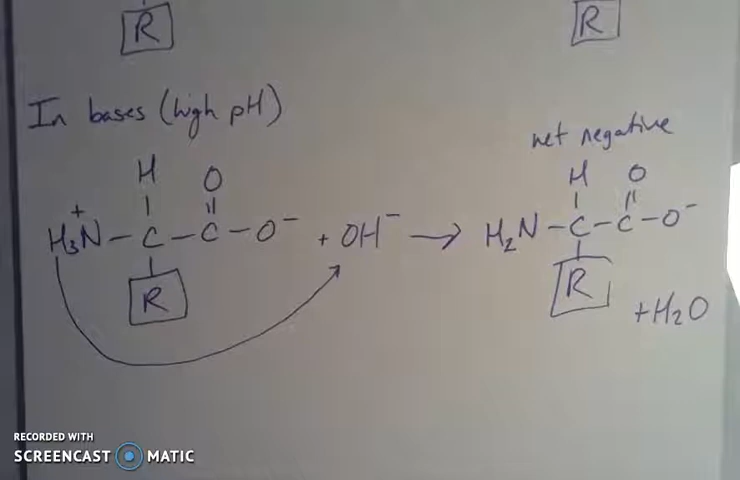 R R
In bases (high pH)
net negative
H O H O
+
H₃N - C - C - O⁻ + OH⁻ → H₂N - C - C - O⁻
R R
+H₂O
RECORDED WITH
SCREENCAST MATIC